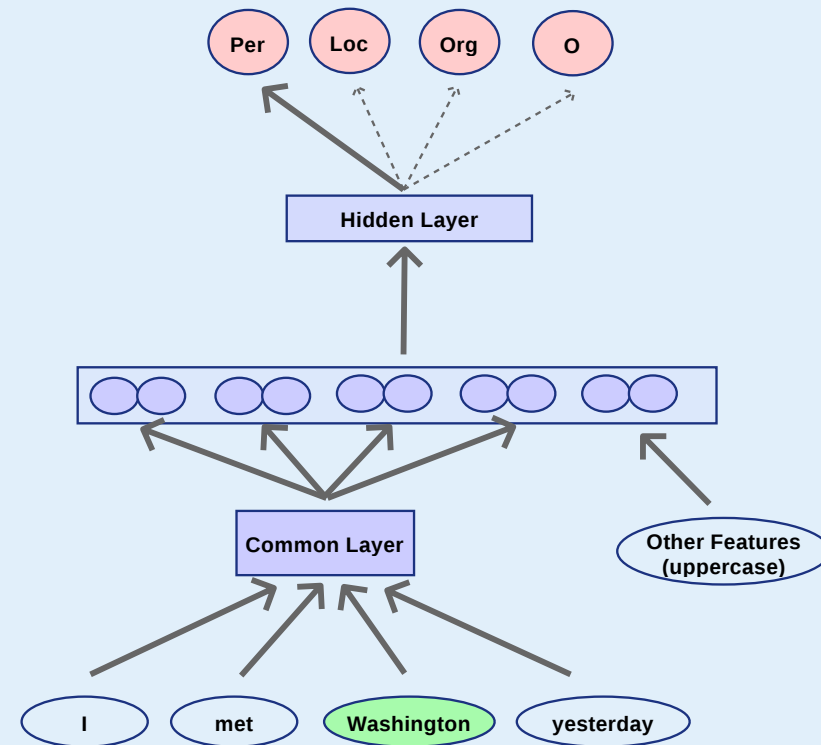 Per Loc Org O
Hidden Layer
Common Layer
Other Features
(uppercase)
I met Washington yesterday